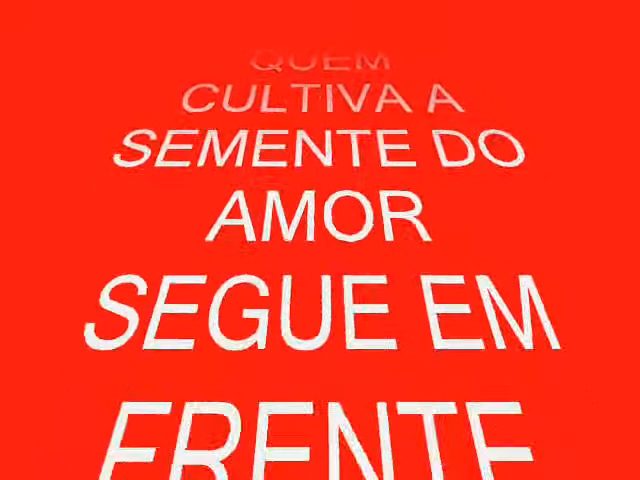 QUEM
CULTIVA A
SEMENTE DO
AMOR
SEGUE EM
FRENTE